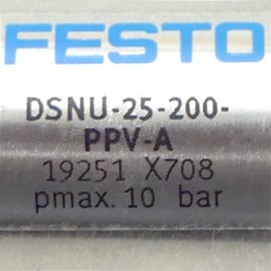 FESTO
DSNU-25-200-
PPV-A
19251 X708
pmax. 10 bar